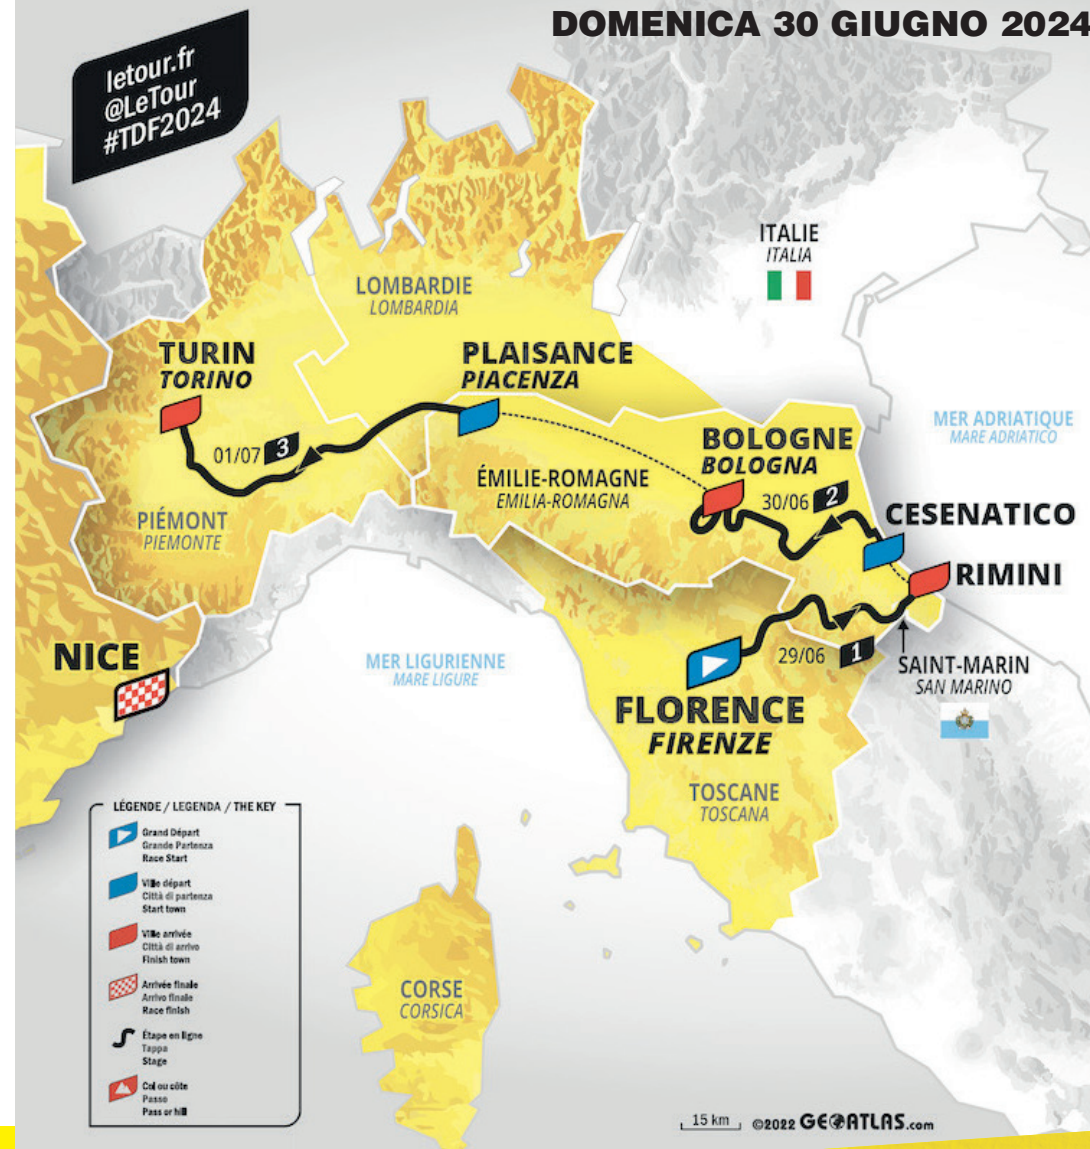 DOMENICA 30 GIUGNO 2024
letour.fr
@LeTour
#TDF2024
ITALIE
ITALIA
LOMBARDIE
LOMBARDIA
TURIN
TORINO
PLAISANCE
PIACENZA
MER ADRIATIQUE
MARE ADRIATICO
01/07 3
BOLOGNE
BOLOGNA
ÉMILIE-ROMAGNE
EMILIA-ROMAGNA
30/06 2
PIÉMONT
PIEMONTE
CESENATICO
RIMINI
NICE
MER LIGURIENNE
MARE LIGURE
29/06 1
SAINT-MARIN
SAN MARINO
FLORENCE
FIRENZE
TOSCANE
TOSCANA
LÉGENDE / LEGENDA / THE KEY
Grand Départ
Grande Partenza
Race Start
Ville départ
Città di partenza
Start town
Ville arrivée
Città di arrivo
Finish town
Arrivée finale
Arrivo finale
Race finish
Étape en ligne
Tappa
Stage
Col ou côte
Passo
Pass or hill
CORSE
CORSICA
15 km ©2022 GEOATLAS.com